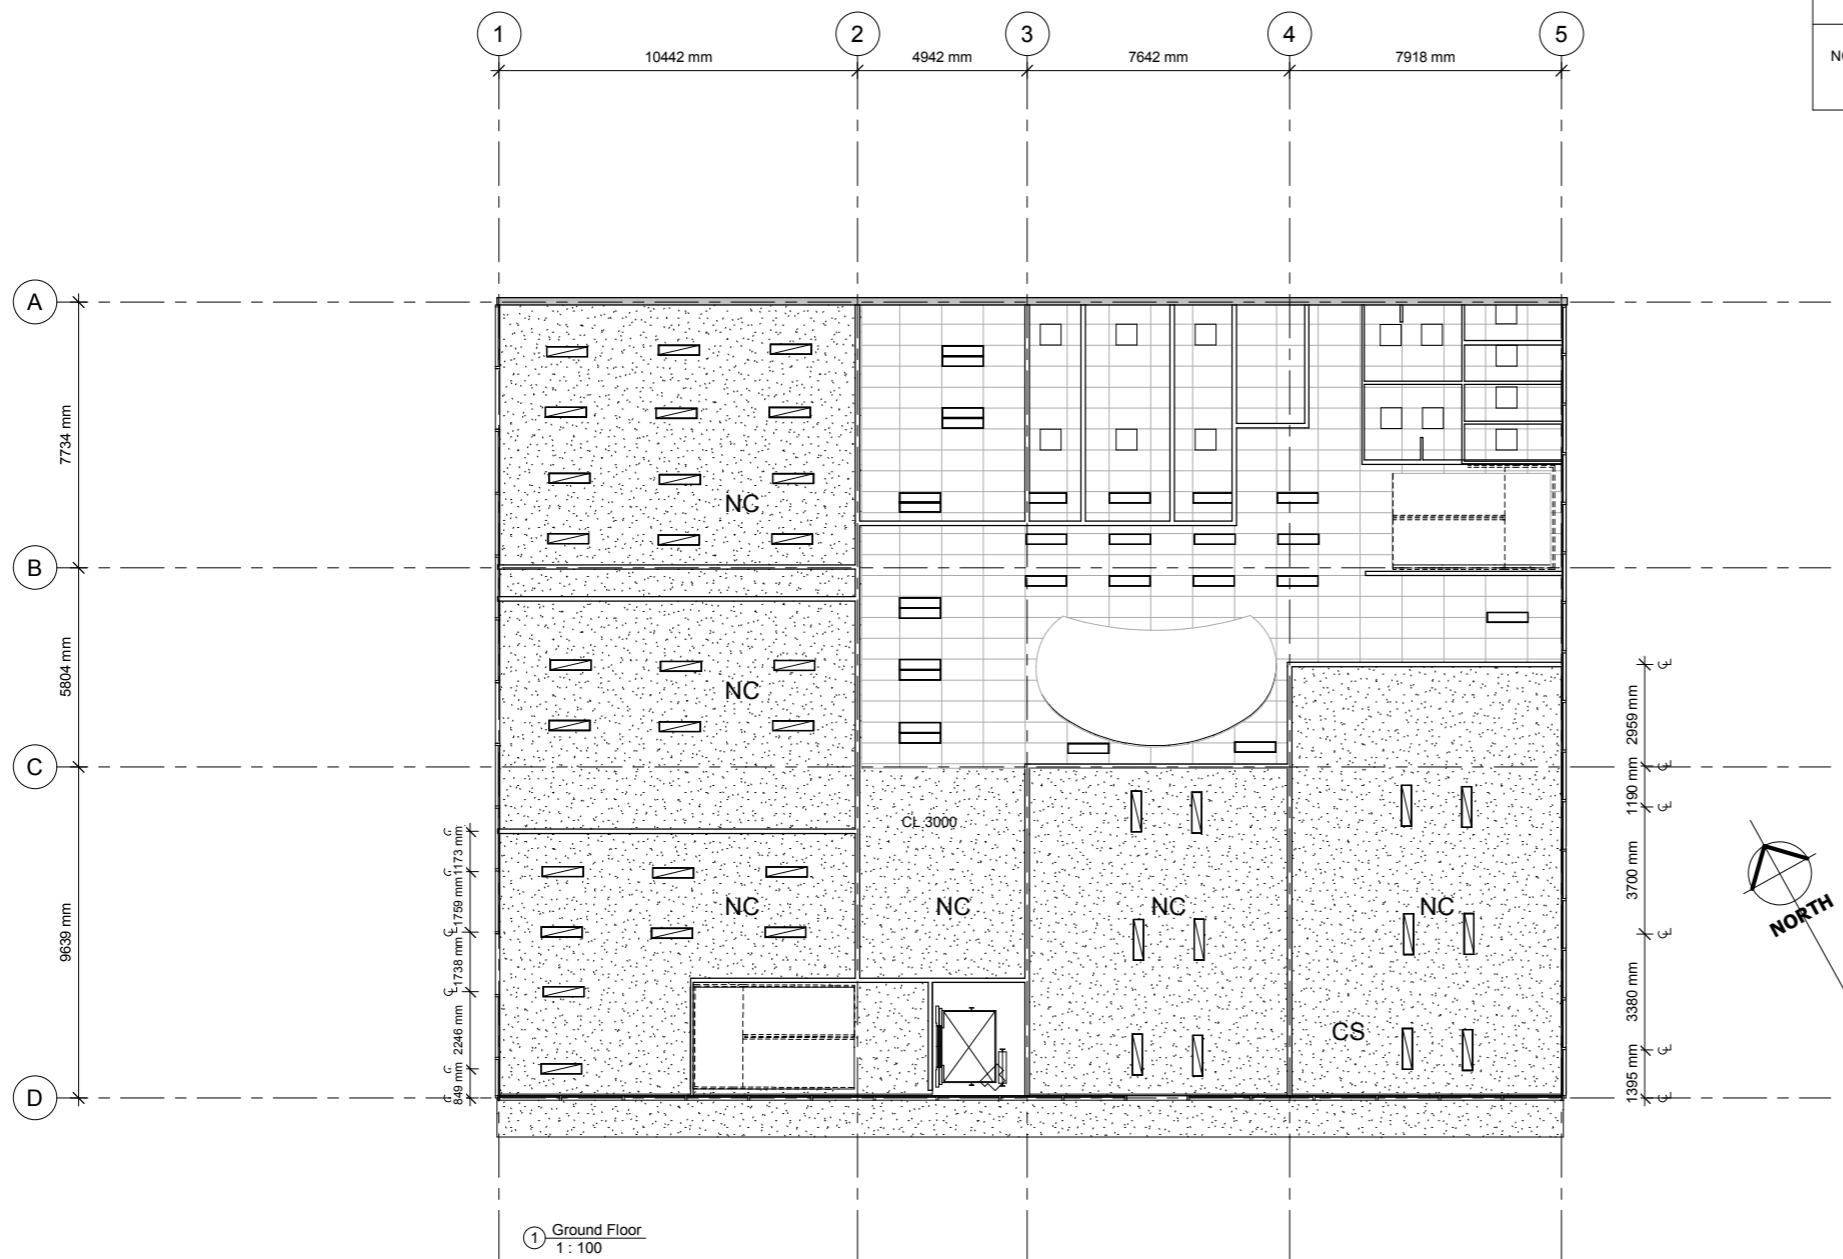 1
2
3
4
5
10442 mm
4942 mm
7642 mm
7918 mm
A
7734 mm
NC
B
5804 mm
NC
2959 mm
C
1190 mm
CL 3000
1173 mm
3700 mm
1759 mm
NC
NC
NC
NC
NORTH
9639 mm
1738 mm
3380 mm
2246 mm
CS
1395 mm
849 mm
D
1
Ground Floor
1 : 100